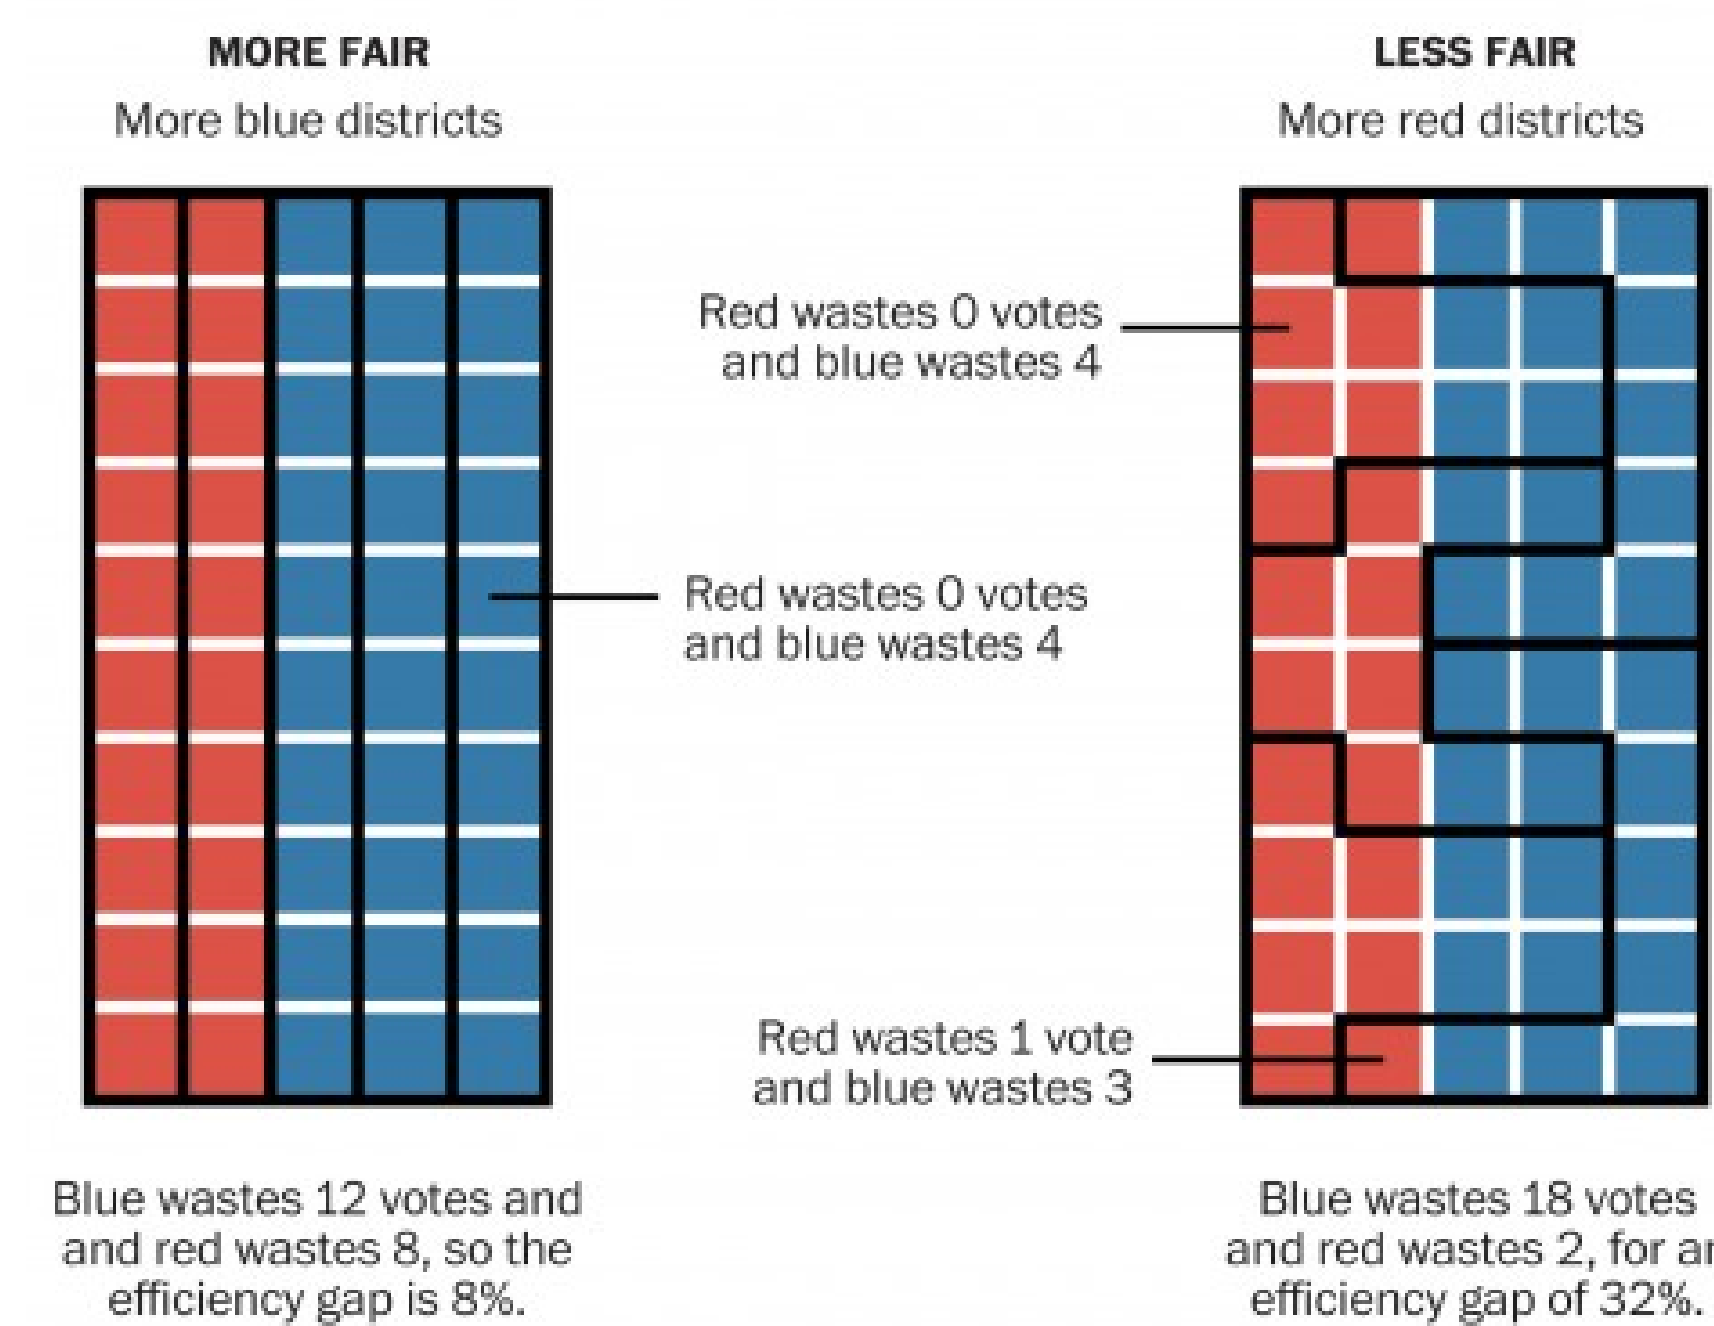 MORE FAIR
More blue districts
LESS FAIR
More red districts
Red wastes 0 votes
and blue wastes 4
Red wastes 0 votes
and blue wastes 4
Red wastes 1 vote
and blue wastes 3
Blue wastes 12 votes and
and red wastes 8, so the
efficiency gap is 8%.
Blue wastes 18 votes
and red wastes 2, for an
efficiency gap of 32%.